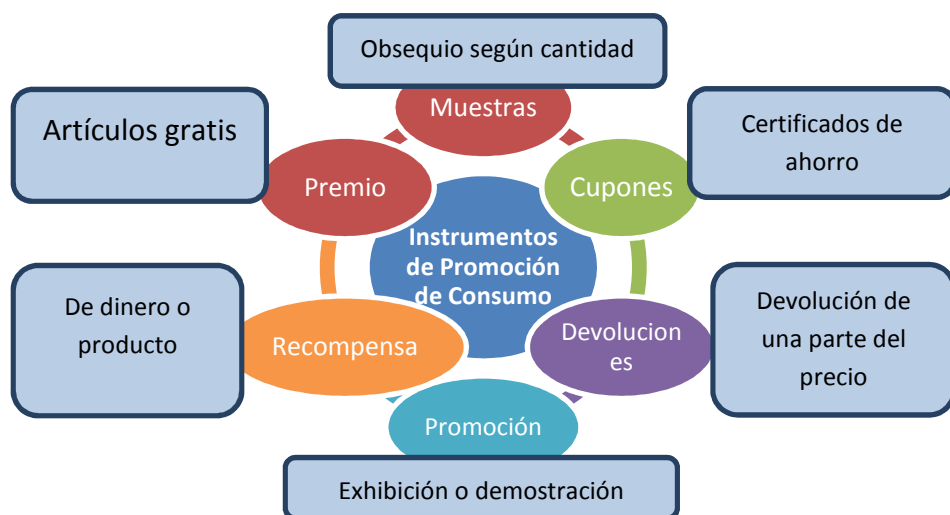 Obsequio según cantidad
Muestras
Artículos gratis
Premio
Certificados de
ahorro
Cupones
Instrumentos
de Promoción
de Consumo
De dinero o
producto
Recompensa
Devolucion
es
Devolución de
una parte del
precio
Promoción
Exhibición o demostración